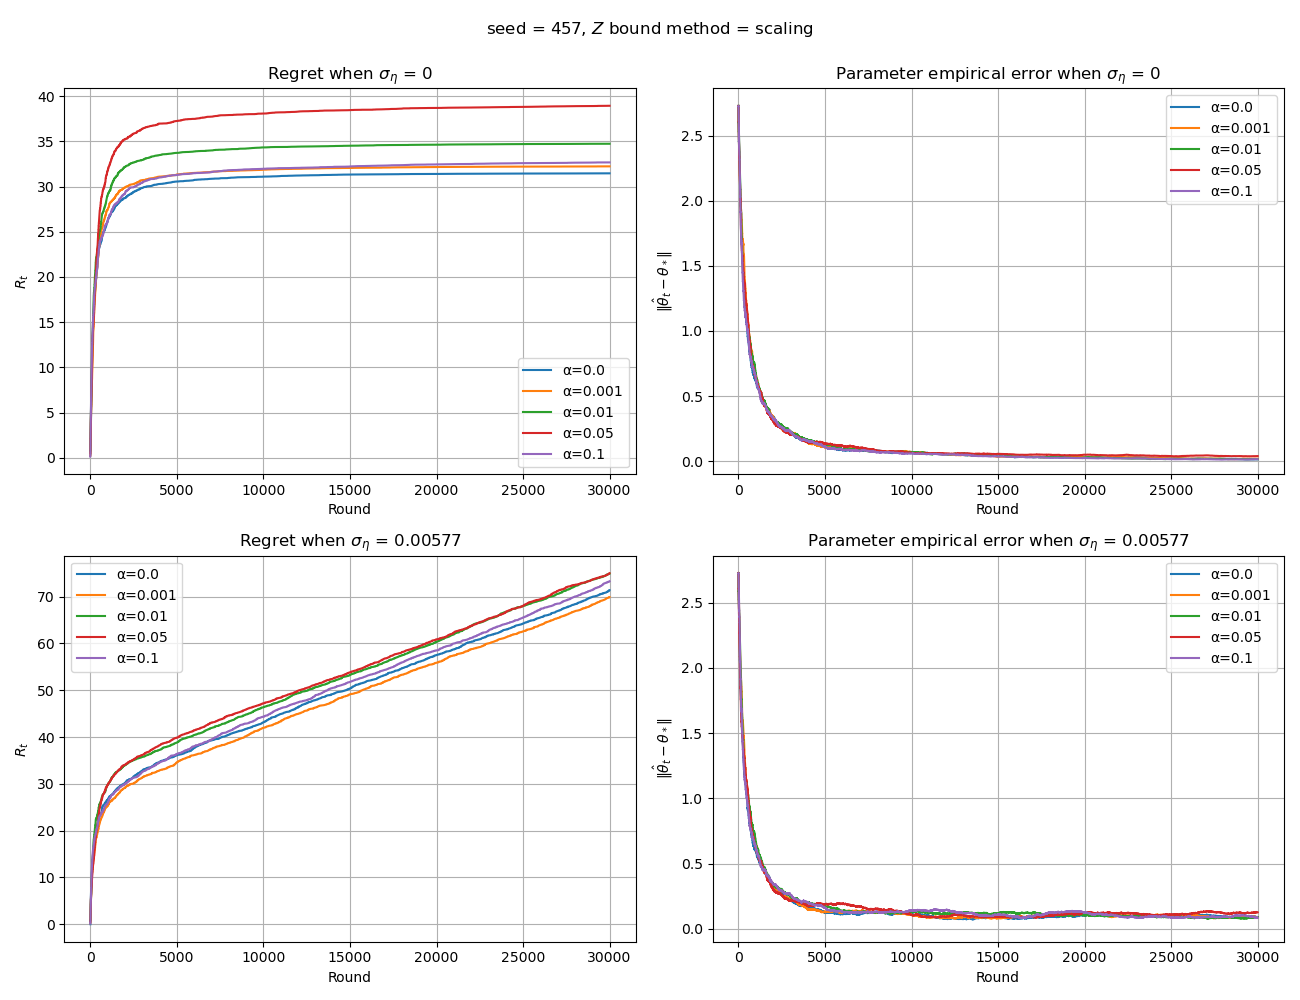 seed = 457, Z bound method = scaling
Regret when σ_η = 0
40
35
30
25
20
15
10
5
0
R_t
0 5000 10000 15000 20000 25000 30000
Round
α=0.0
α=0.001
α=0.01
α=0.05
α=0.1
Parameter empirical error when σ_η = 0
2.5
2.0
1.5
1.0
0.5
0.0
‖θ̂_t − θ_*‖
0 5000 10000 15000 20000 25000 30000
Round
α=0.0
α=0.001
α=0.01
α=0.05
α=0.1
Regret when σ_η = 0.00577
70
60
50
40
30
20
10
0
R_t
0 5000 10000 15000 20000 25000 30000
Round
α=0.0
α=0.001
α=0.01
α=0.05
α=0.1
Parameter empirical error when σ_η = 0.00577
2.5
2.0
1.5
1.0
0.5
0.0
‖θ̂_t − θ_*‖
0 5000 10000 15000 20000 25000 30000
Round
α=0.0
α=0.001
α=0.01
α=0.05
α=0.1